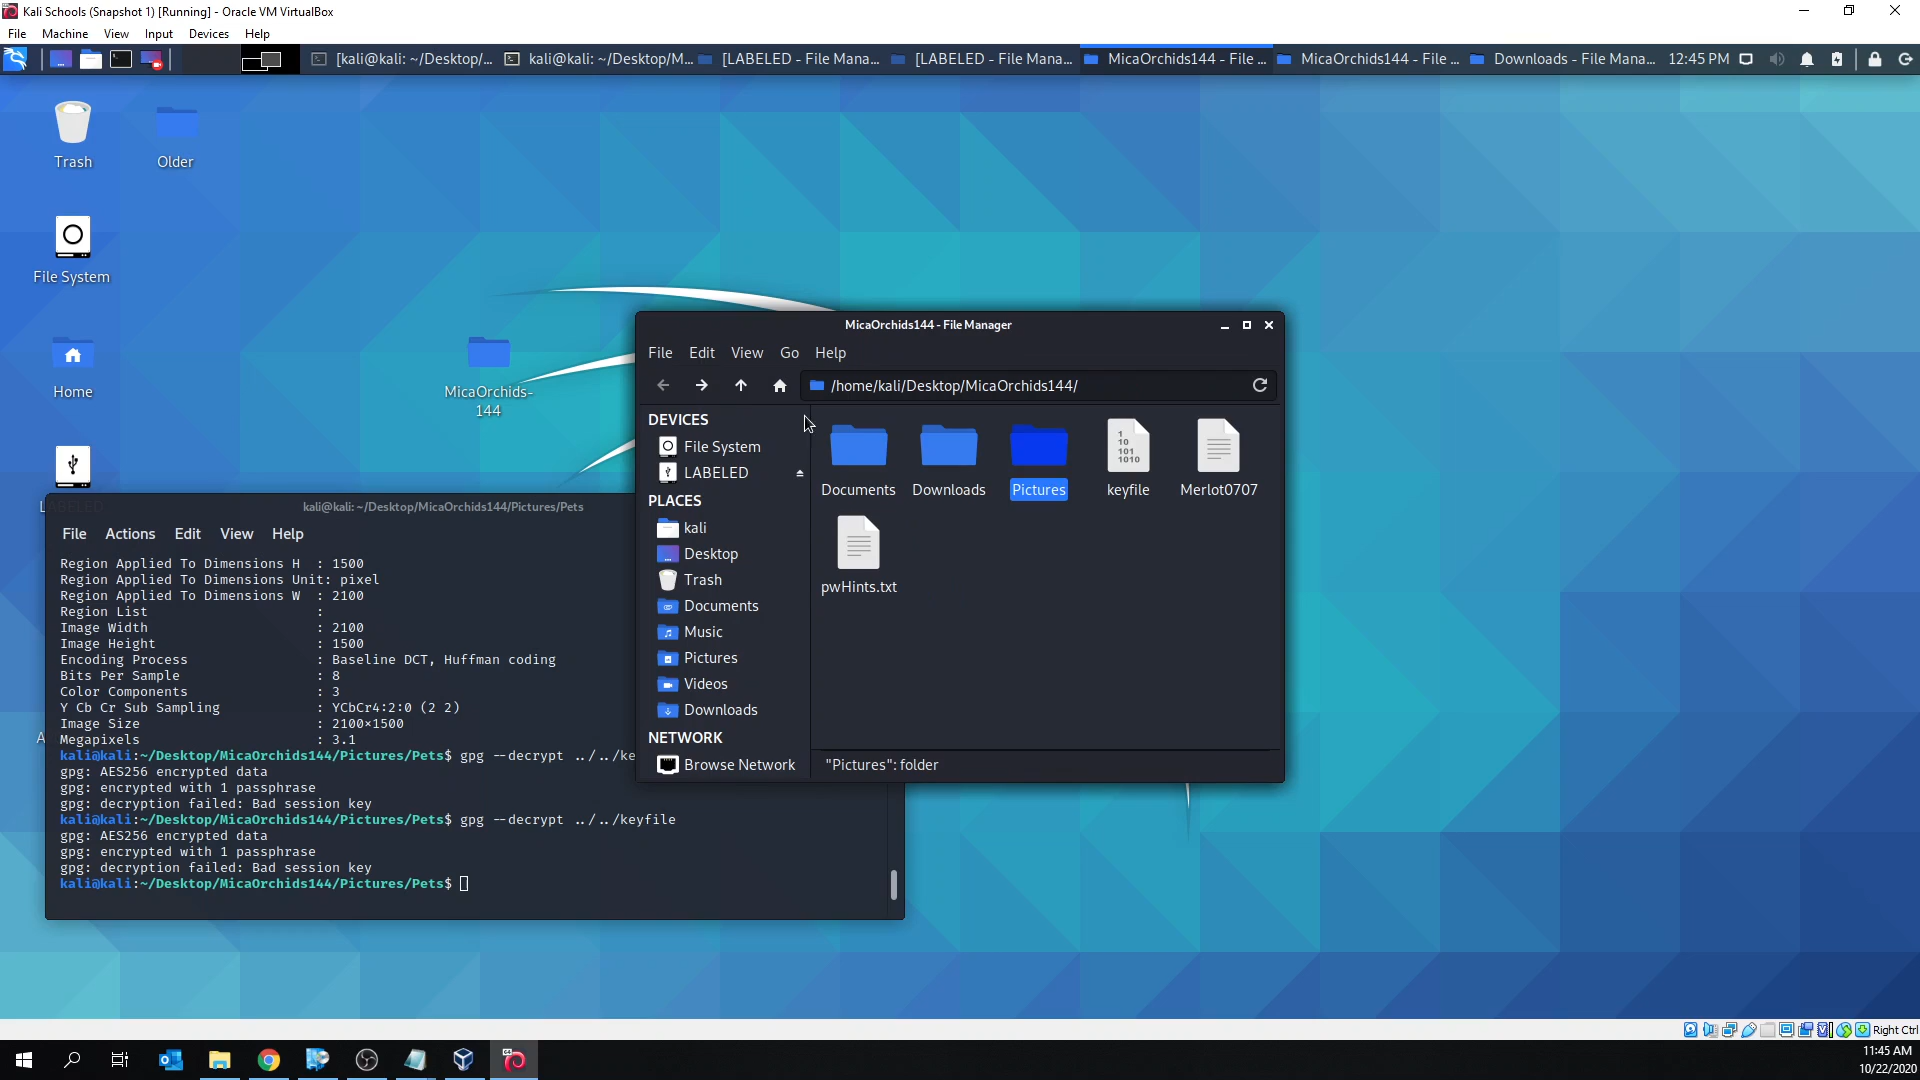 Kali Schools (Snapshot 1) [Running] - Oracle VM VirtualBox
File Machine View Input Devices Help
[kali@kali: ~/Desktop/... kali@kali: ~/Desktop/M... [LABELED - File Mana... [LABELED - File Mana... MicaOrchids144 - File ... MicaOrchids144 - File ... Downloads - File Mana... 12:45 PM
Trash
Older
File System
Home
MicaOrchids-
144
MicaOrchids144 - File Manager
File Edit View Go Help
/home/kali/Desktop/MicaOrchids144/
DEVICES
File System
LABELED
PLACES
kali
Desktop
Trash
Documents
Music
Pictures
Videos
Downloads
NETWORK
Browse Network
Documents Downloads Pictures keyfile Merlot0707
1
10
101
1010
pwHints.txt
"Pictures": folder
kali@kali: ~/Desktop/MicaOrchids144/Pictures/Pets
File Actions Edit View Help
Region Applied To Dimensions H : 1500
Region Applied To Dimensions Unit: pixel
Region Applied To Dimensions W : 2100
Region List :
Image Width : 2100
Image Height : 1500
Encoding Process : Baseline DCT, Huffman coding
Bits Per Sample : 8
Color Components : 3
Y Cb Cr Sub Sampling : YCbCr4:2:0 (2 2)
Image Size : 2100×1500
Megapixels : 3.1
kali@kali:~/Desktop/MicaOrchids144/Pictures/Pets$ gpg --decrypt ../../ke
gpg: AES256 encrypted data
gpg: encrypted with 1 passphrase
gpg: decryption failed: Bad session key
kali@kali:~/Desktop/MicaOrchids144/Pictures/Pets$ gpg --decrypt ../../keyfile
gpg: AES256 encrypted data
gpg: encrypted with 1 passphrase
gpg: decryption failed: Bad session key
kali@kali:~/Desktop/MicaOrchids144/Pictures/Pets$
Right Ctrl
11:45 AM
10/22/2020